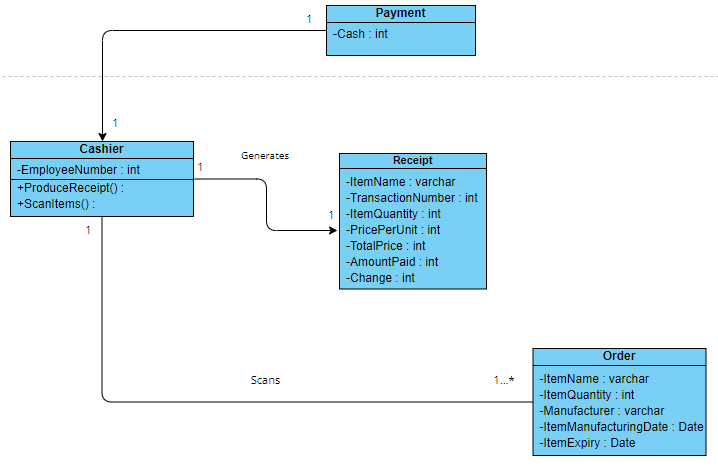 Payment
-Cash : int
1
1
Cashier
-EmployeeNumber : int
+ProduceReceipt() :
+ScanItems() :
1
Generates
1
Receipt
-ItemName : varchar
-TransactionNumber : int
-ItemQuantity : int
-PricePerUnit : int
-TotalPrice : int
-AmountPaid : int
-Change : int
1
Scans
1...*
Order
-ItemName : varchar
-ItemQuantity : int
-Manufacturer : varchar
-ItemManufacturingDate : Date
-ItemExpiry : Date